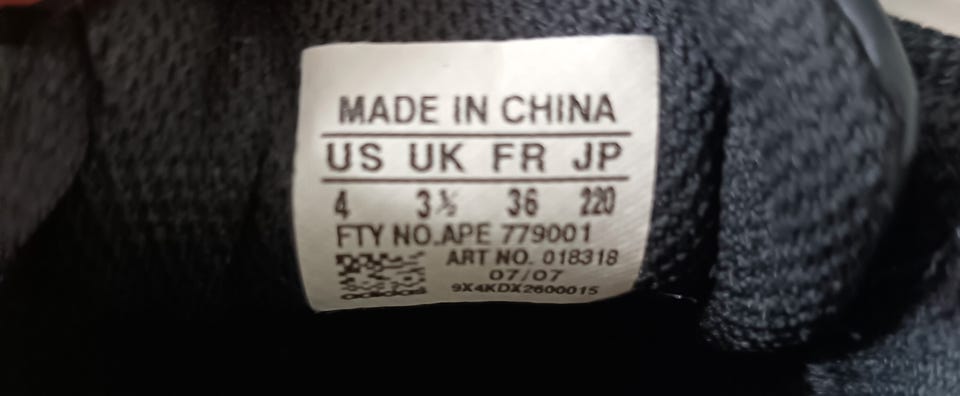 MADE IN CHINA
US UK FR JP
4 3½ 36 220
FTY NO.APE 779001
ART NO. 018318
07/07
9X4KDX2600015